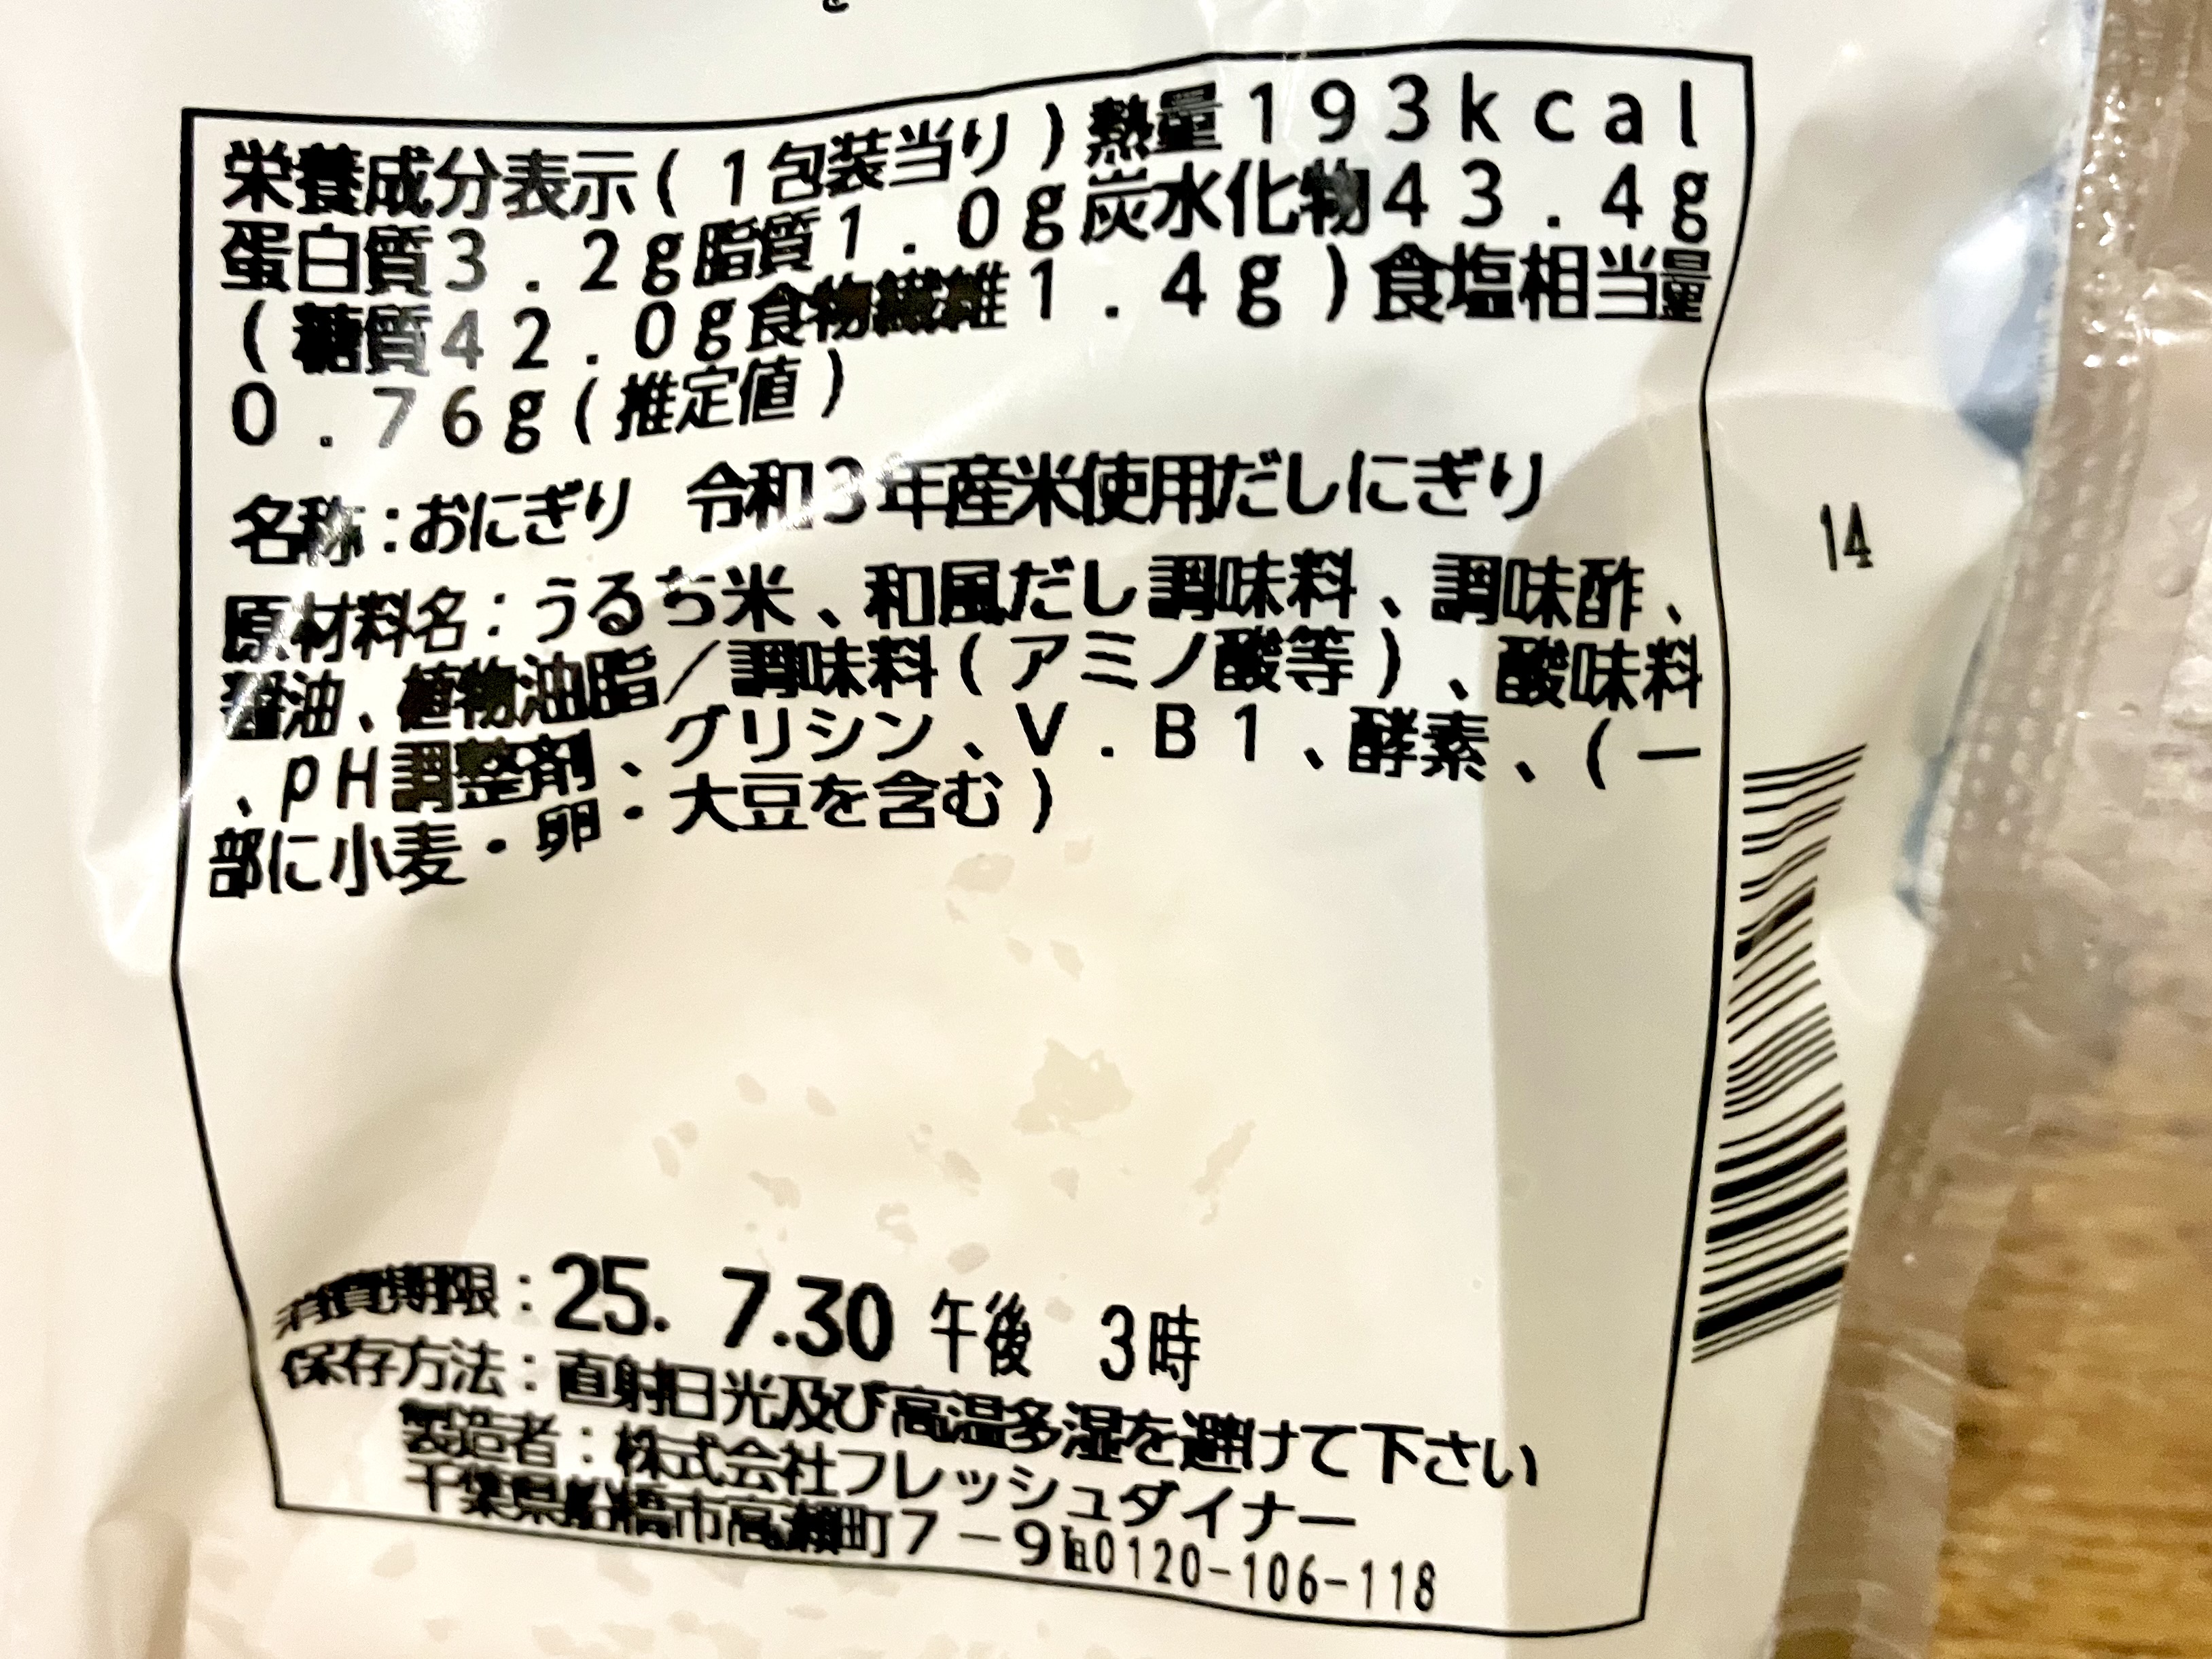 栄養成分表示(1包装当り)熱量193kcal
蛋白質3.2g脂質1.0g炭水化物43.4g
(糖質42.0g食物繊維1.4g)食塩相当量
0.76g(推定値)
名称:おにぎり 令和3年産米使用だしにぎり
原材料名:うるち米、和風だし調味料、調味酢、
醤油、植物油脂/調味料(アミノ酸等)、酸味料
、pH調整剤、グリシン、V.B1、酵素、(一
部に小麦・卵・大豆を含む)
14
消費期限:25. 7.30 午後 3時
保存方法:直射日光及び高温多湿を避けて下さい
製造者:株式会社フレッシュダイナー
千葉県船橋市高瀬町7-9℡0120-106-118